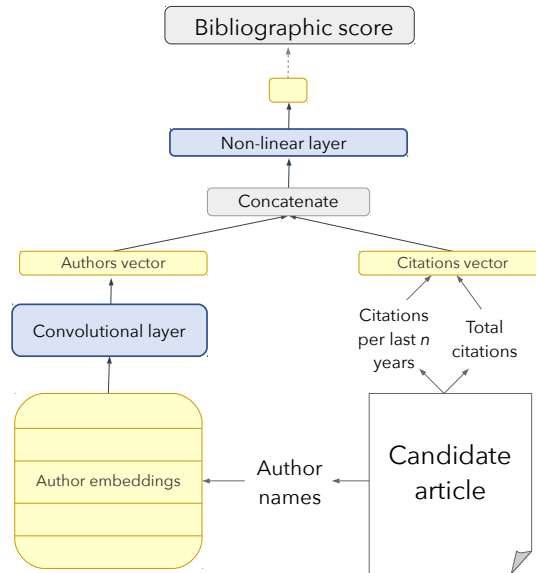 Bibliographic score
Non-linear layer
Concatenate
Authors vector
Citations vector
Convolutional layer
Citations
per last n
years
Total
citations
Author embeddings
Author
names
Candidate
article